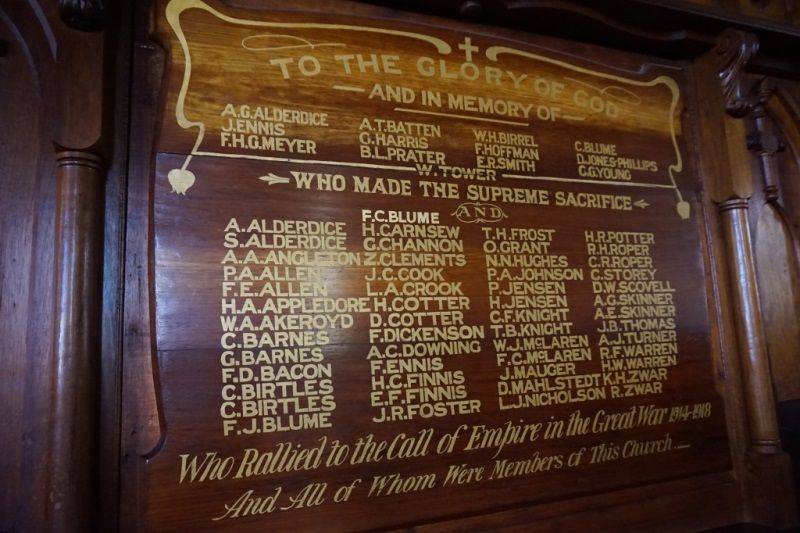 TO THE GLORY OF GOD
AND IN MEMORY OF
A.G.ALDERDICE
J.ENNIS
F.H.G.MEYER
A.T.BATTEN
G.HARRIS
B.L.PRATER
W.H.BIRREL
F.HOFFMAN
E.R.SMITH
C.BLUME
D.JONES-PHILLIPS
C.G.YOUNG
W.TOWER
WHO MADE THE SUPREME SACRIFICE
AND
A.ALDERDICE
S.ALDERDICE
A.A.ANGLETON
P.A.ALLEN
F.E.ALLEN
H.A.APPLEDORE
W.A.AKEROYD
C.BARNES
G.BARNES
F.D.BACON
C.BIRTLES
C.BIRTLES
F.J.BLUME
F.C.BLUME
H.CARNSEW
G.CHANNON
Z.CLEMENTS
J.C.COOK
L.A.CROOK
H.COTTER
D.COTTER
F.DICKENSON
A.C.DOWNING
F.ENNIS
H.C.FINNIS
E.F.FINNIS
J.R.FOSTER
T.H.FROST
O.GRANT
N.N.HUGHES
P.A.JOHNSON
P.JENSEN
H.JENSEN
C.F.KNIGHT
T.B.KNIGHT
W.J.McLAREN
F.C.McLAREN
J.MAUGER
D.MAHLSTEDT
L.J.NICHOLSON
H.R.POTTER
R.H.ROPER
C.R.ROPER
C.STOREY
D.W.SCOVELL
A.G.SKINNER
A.E.SKINNER
J.B.THOMAS
A.J.TURNER
R.F.WARREN
H.W.WARREN
K.H.ZWAR
R.ZWAR
Who Rallied to the Call of Empire in the Great War 1914-1918
And All of Whom Were Members of This Church